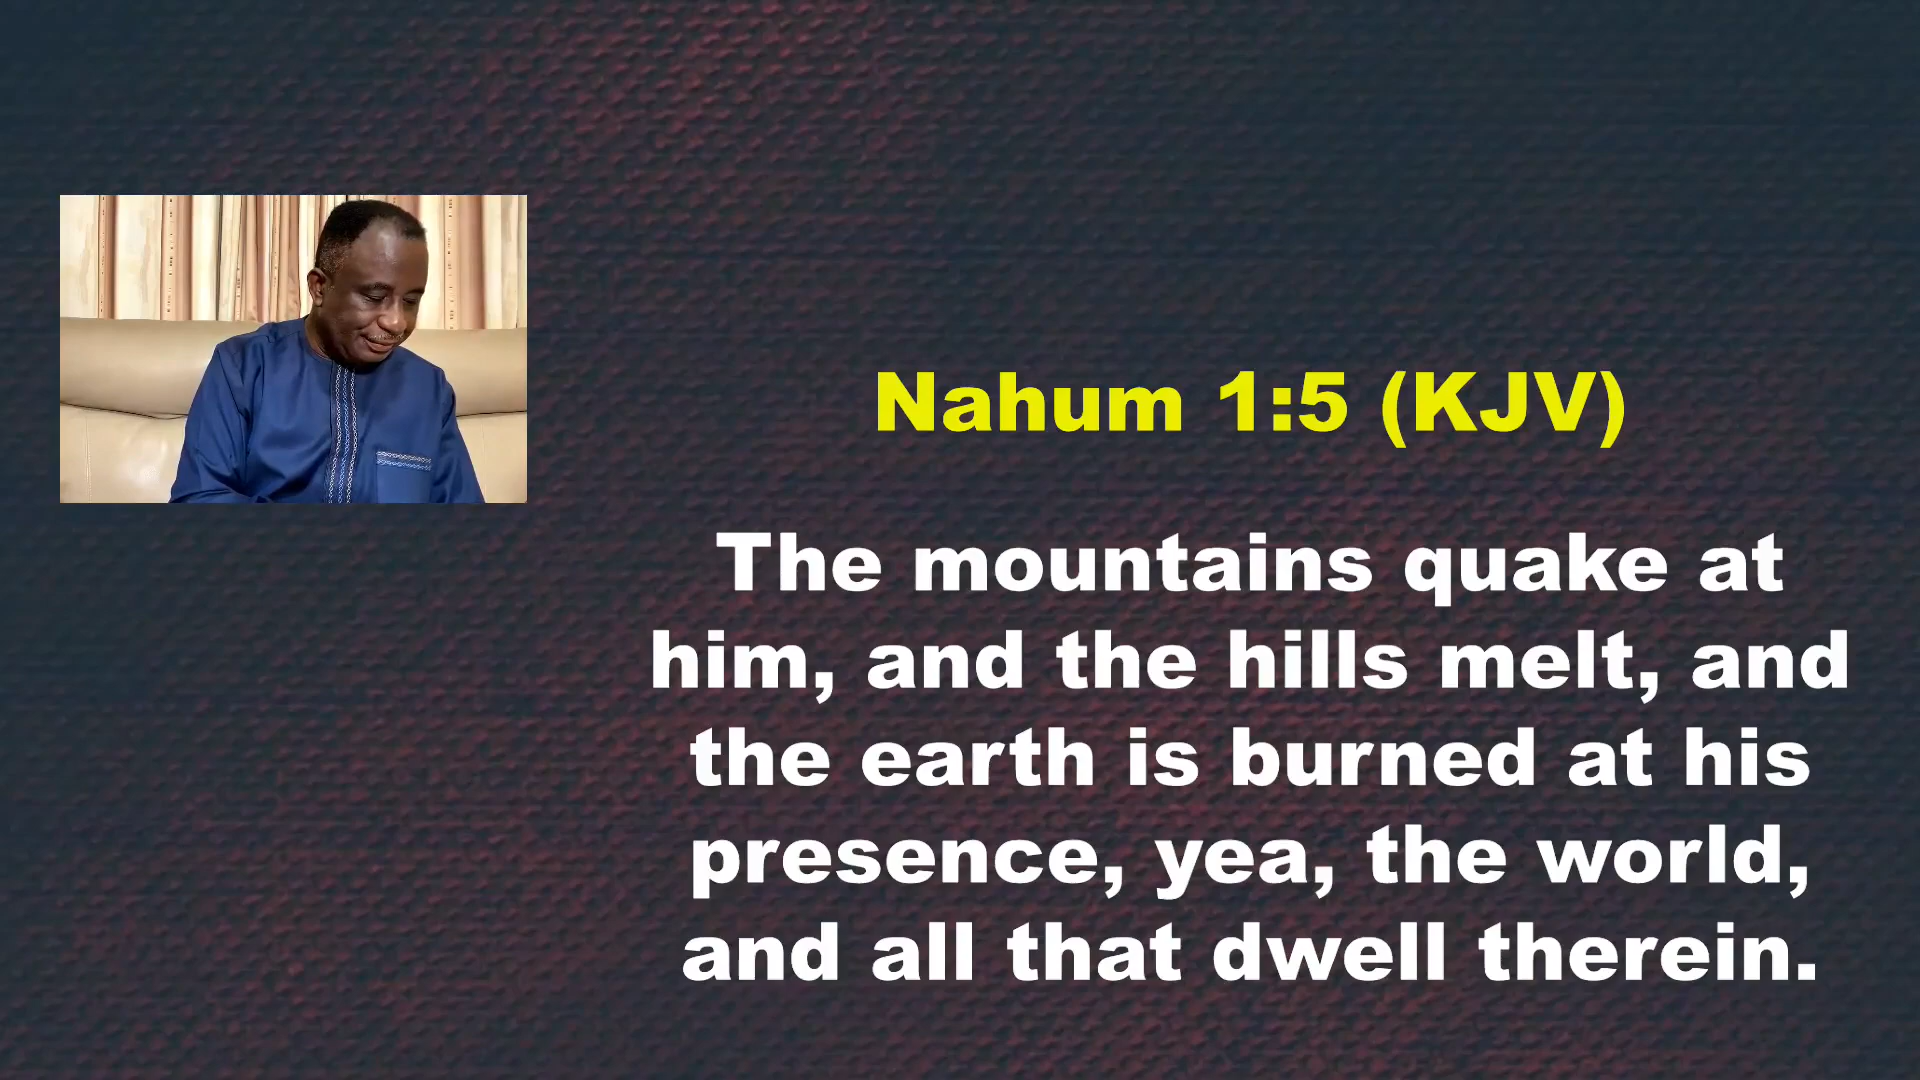 Nahum 1:5 (KJV)
The mountains quake at
him, and the hills melt, and
the earth is burned at his
presence, yea, the world,
and all that dwell therein.